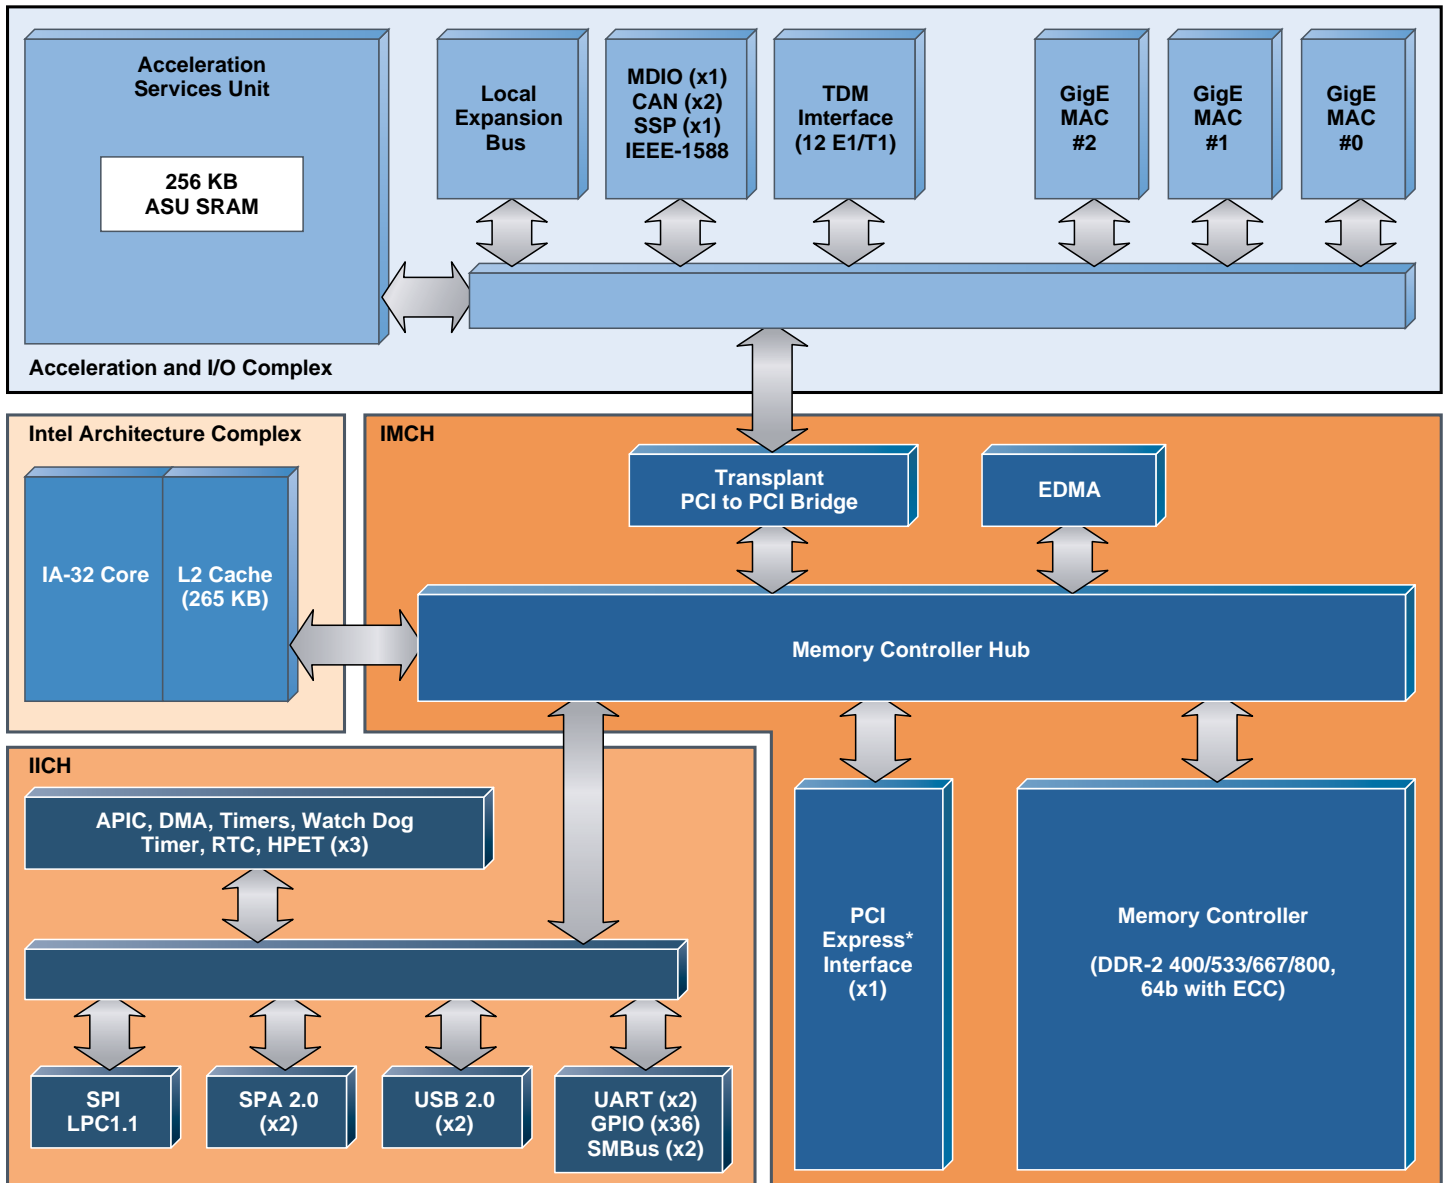 Acceleration
Services Unit
256 KB
ASU SRAM
Local
Expansion
Bus
MDIO (x1)
CAN (x2)
SSP (x1)
IEEE-1588
TDM
Imterface
(12 E1/T1)
GigE
MAC
#2
GigE
MAC
#1
GigE
MAC
#0
Acceleration and I/O Complex
Intel Architecture Complex
IA-32 Core
L2 Cache
(265 KB)
IMCH
Transplant
PCI to PCI Bridge
EDMA
Memory Controller Hub
IICH
APIC, DMA, Timers, Watch Dog
Timer, RTC, HPET (x3)
SPI
LPC1.1
SPA 2.0
(x2)
USB 2.0
(x2)
UART (x2)
GPIO (x36)
SMBus (x2)
PCI
Express*
Interface
(x1)
Memory Controller
(DDR-2 400/533/667/800,
64b with ECC)